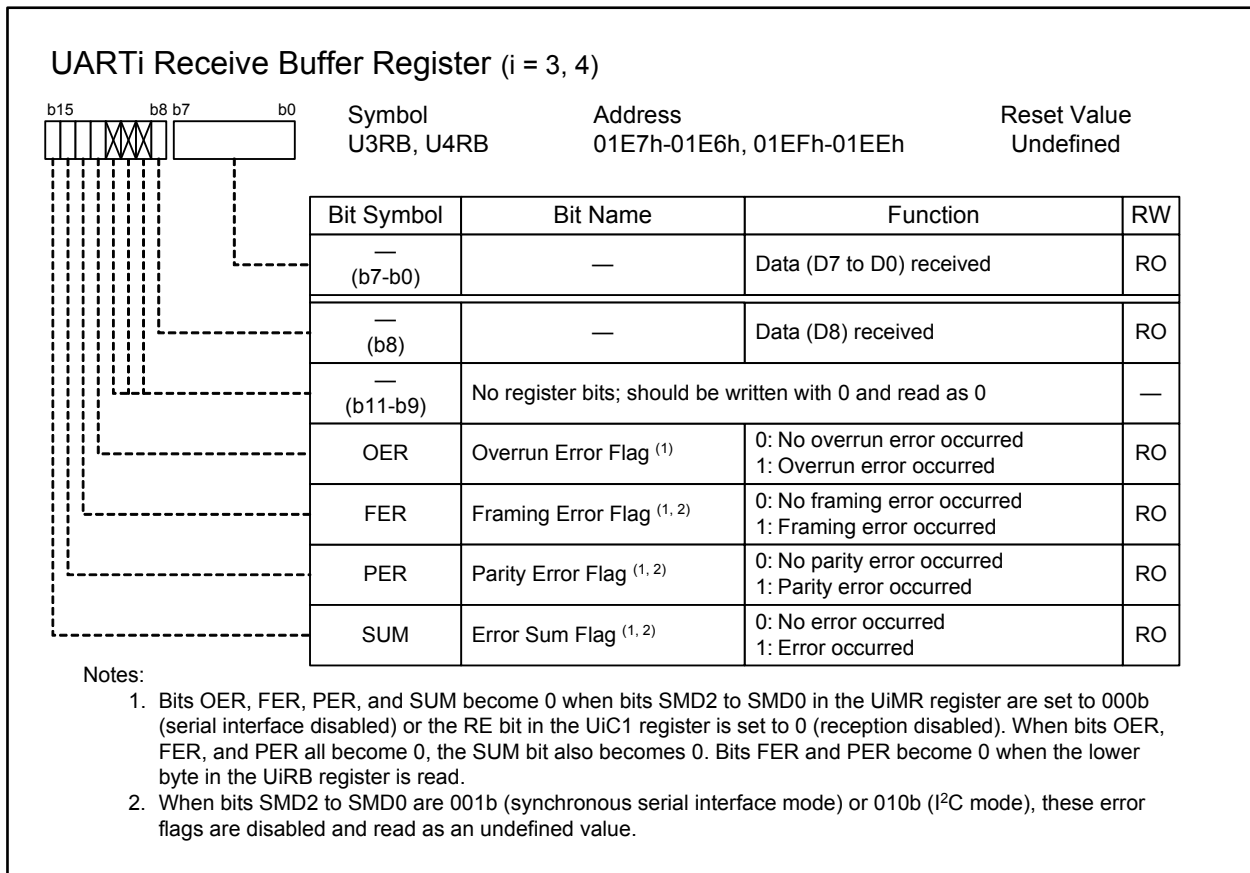 UARTi Receive Buffer Register (i = 3, 4)
b15 b8 b7 b0
Symbol Address Reset Value
U3RB, U4RB 01E7h-01E6h, 01EFh-01EEh Undefined
Bit Symbol Bit Name Function RW
—
(b7-b0) — Data (D7 to D0) received RO
—
(b8) — Data (D8) received RO
—
(b11-b9) No register bits; should be written with 0 and read as 0 —
OER Overrun Error Flag (1) 0: No overrun error occurred
1: Overrun error occurred RO
FER Framing Error Flag (1, 2) 0: No framing error occurred
1: Framing error occurred RO
PER Parity Error Flag (1, 2) 0: No parity error occurred
1: Parity error occurred RO
SUM Error Sum Flag (1, 2) 0: No error occurred
1: Error occurred RO
Notes:
1. Bits OER, FER, PER, and SUM become 0 when bits SMD2 to SMD0 in the UiMR register are set to 000b
(serial interface disabled) or the RE bit in the UiC1 register is set to 0 (reception disabled). When bits OER,
FER, and PER all become 0, the SUM bit also becomes 0. Bits FER and PER become 0 when the lower
byte in the UiRB register is read.
2. When bits SMD2 to SMD0 are 001b (synchronous serial interface mode) or 010b (I²C mode), these error
flags are disabled and read as an undefined value.